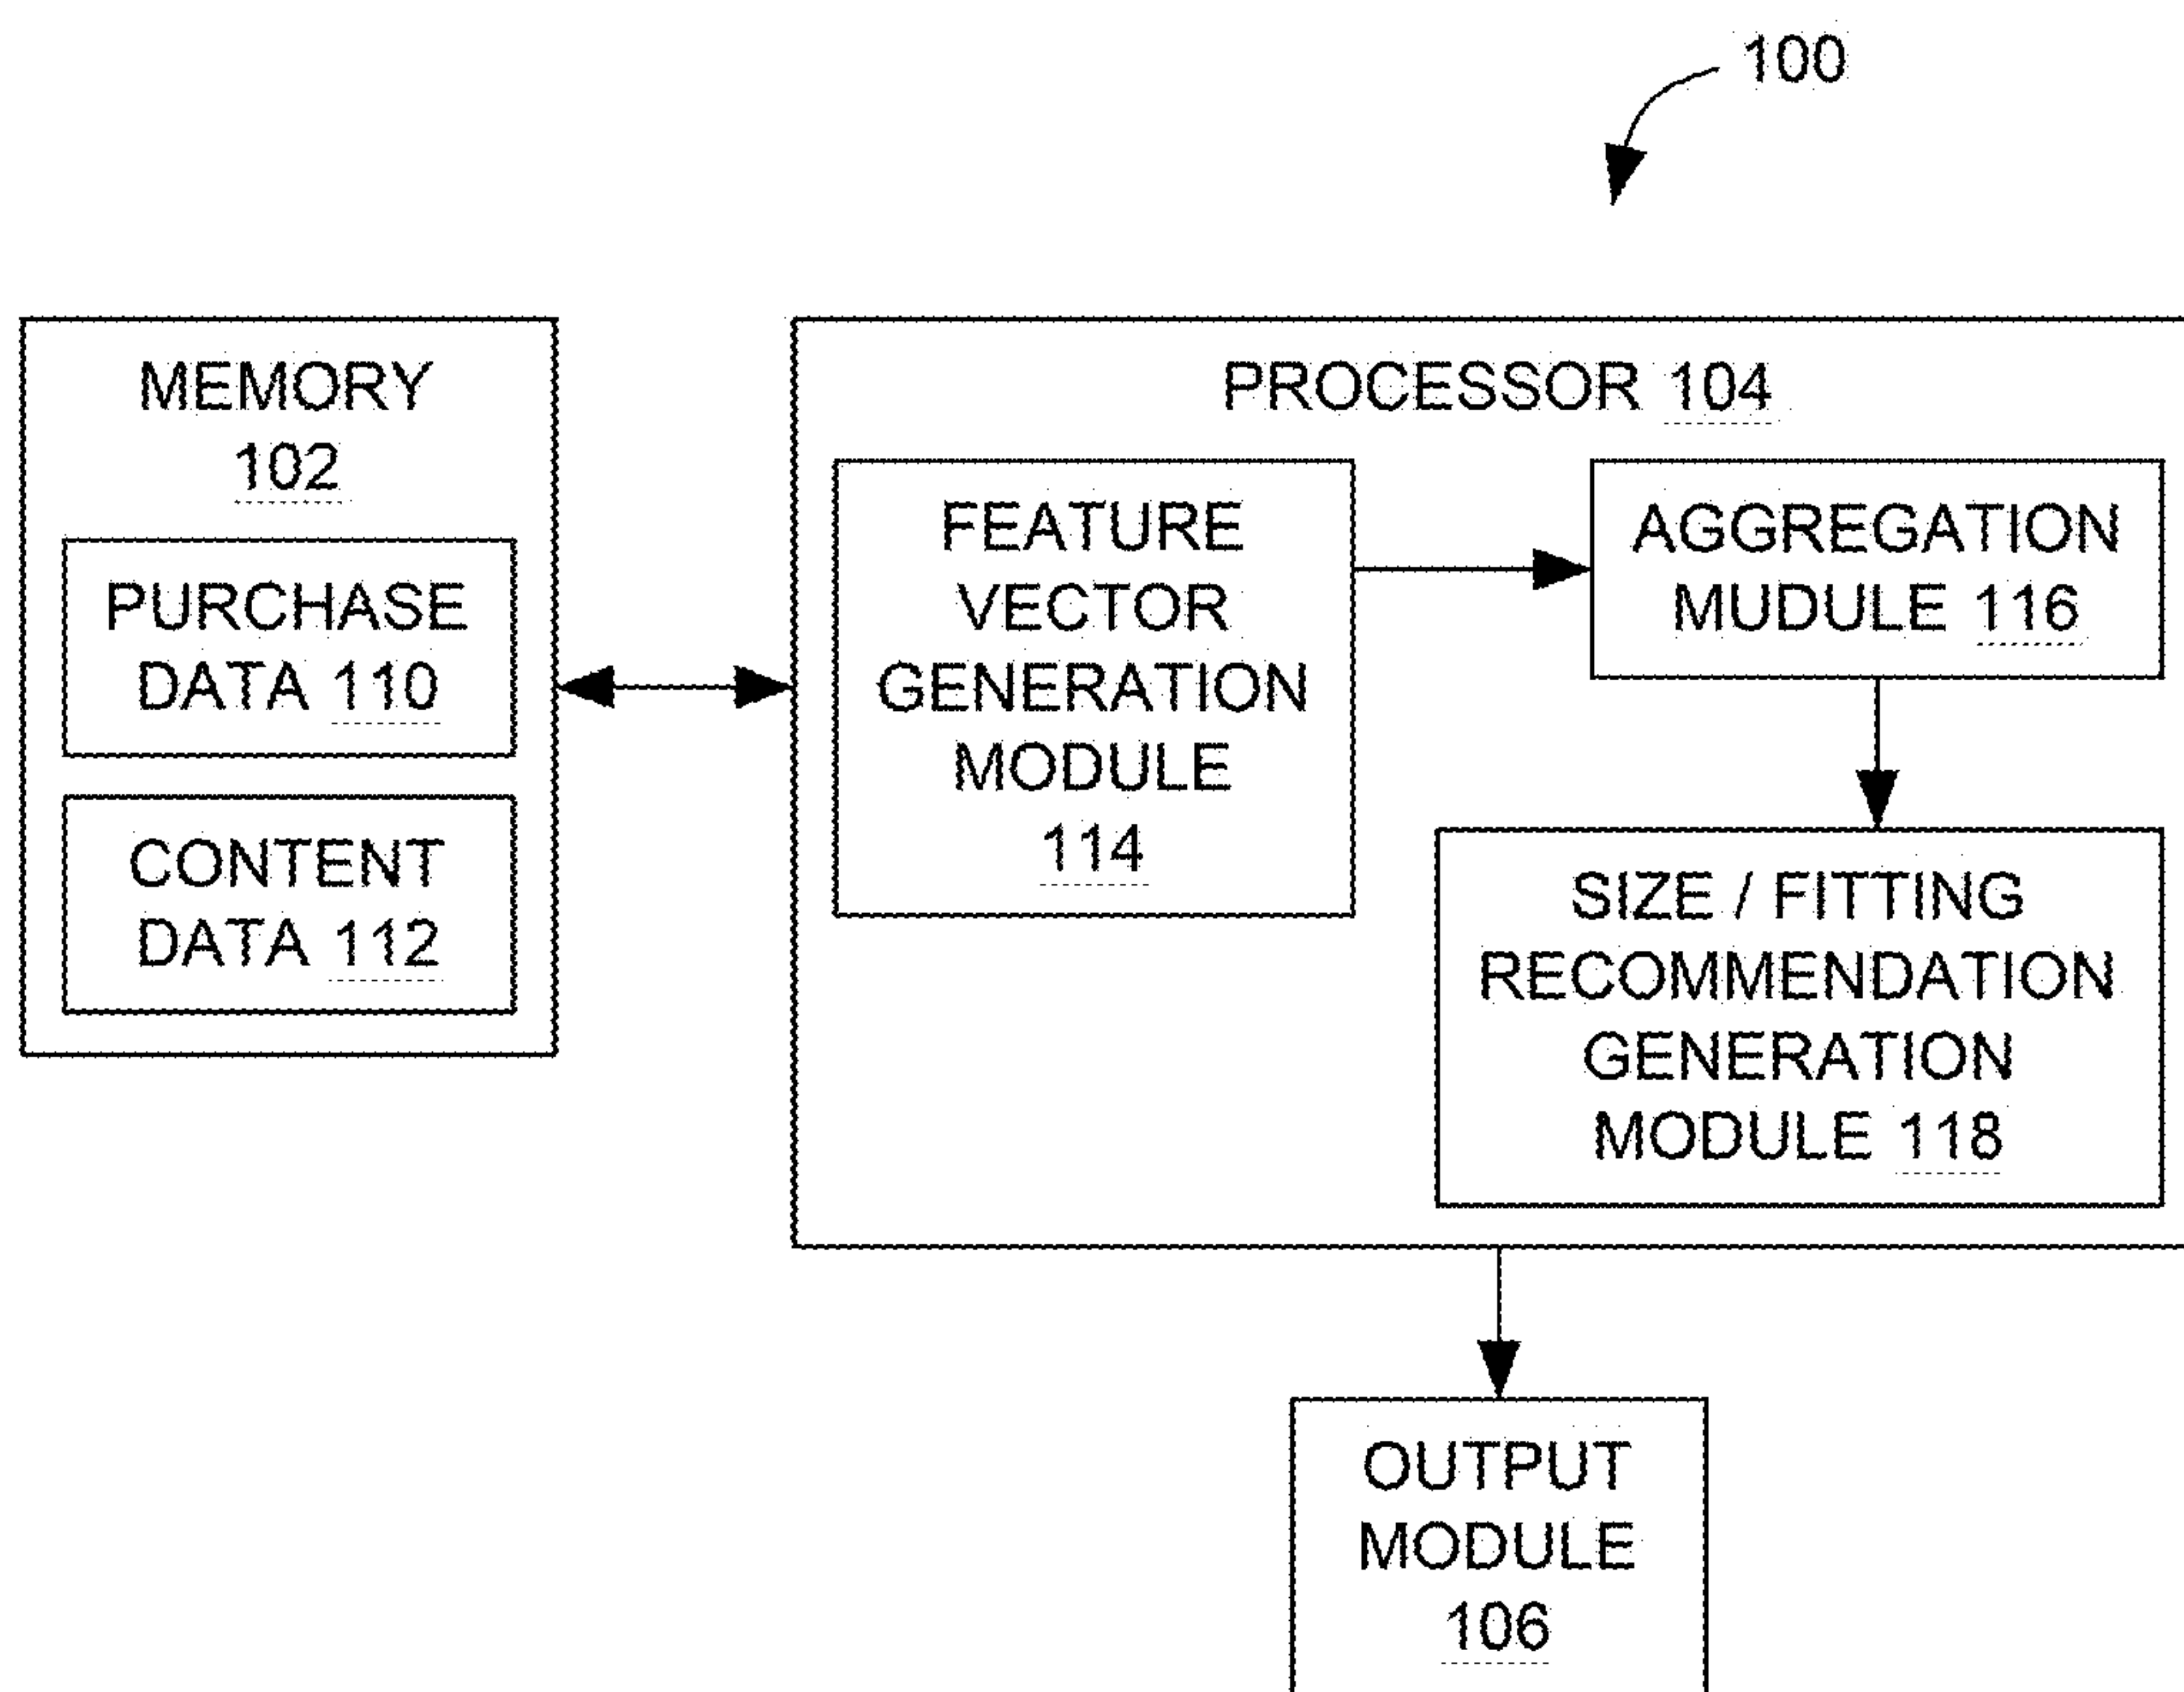 100
MEMORY
102
PURCHASE
DATA 110
CONTENT
DATA 112
PROCESSOR 104
FEATURE
VECTOR
GENERATION
MODULE
114
AGGREGATION
MUDULE 116
SIZE / FITTING
RECOMMENDATION
GENERATION
MODULE 118
OUTPUT
MODULE
106